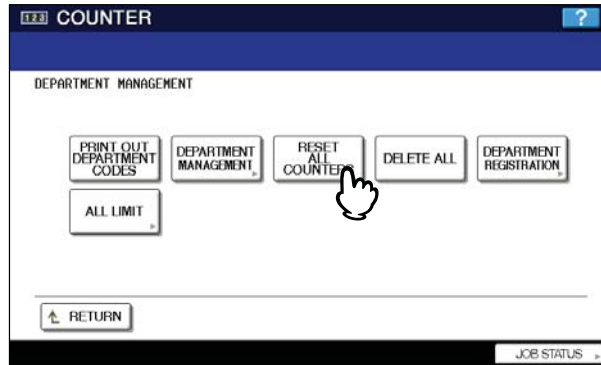 123 COUNTER
?
DEPARTMENT MANAGEMENT
PRINT OUT
DEPARTMENT
CODES
DEPARTMENT
MANAGEMENT
RESET
ALL
COUNTERS
DELETE ALL
DEPARTMENT
REGISTRATION
ALL LIMIT
RETURN
JOB STATUS